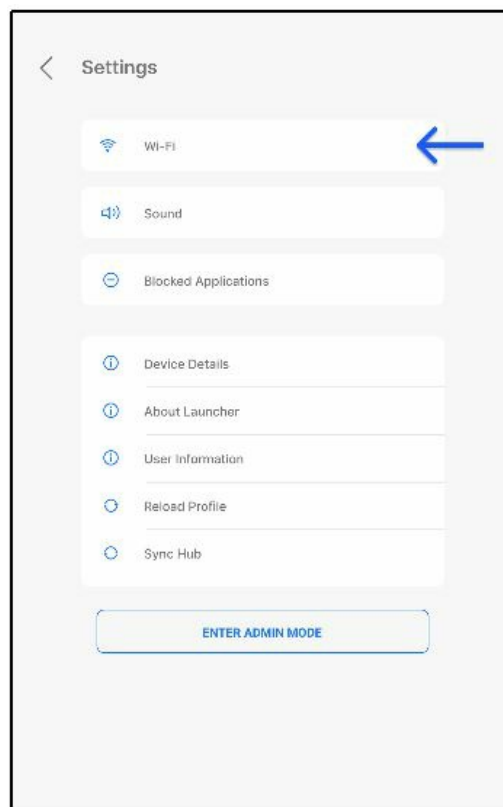 Settings
Wi-Fi
Sound
Blocked Applications
Device Details
About Launcher
User Information
Reload Profile
Sync Hub
ENTER ADMIN MODE